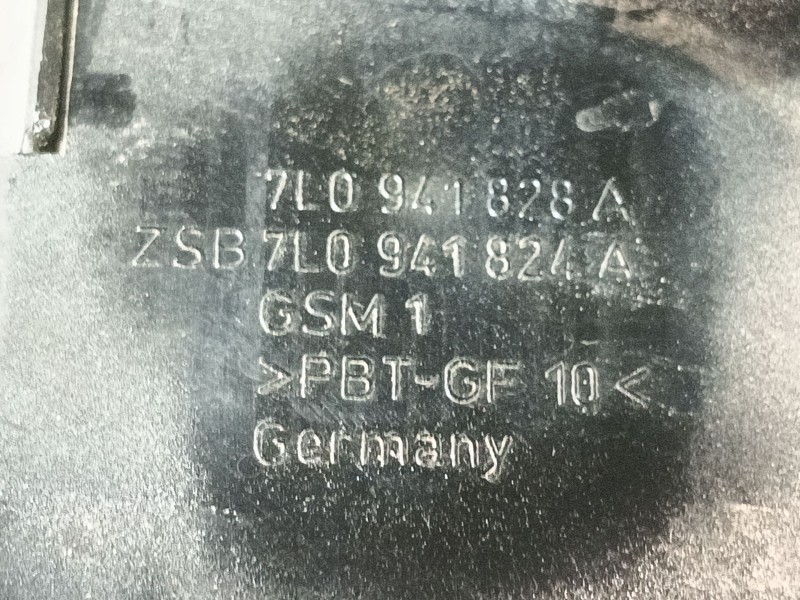 7L0 941 828 A
ZSB 7L0 941 824 A
GSM 1
>PBT-GF 10<
Germany